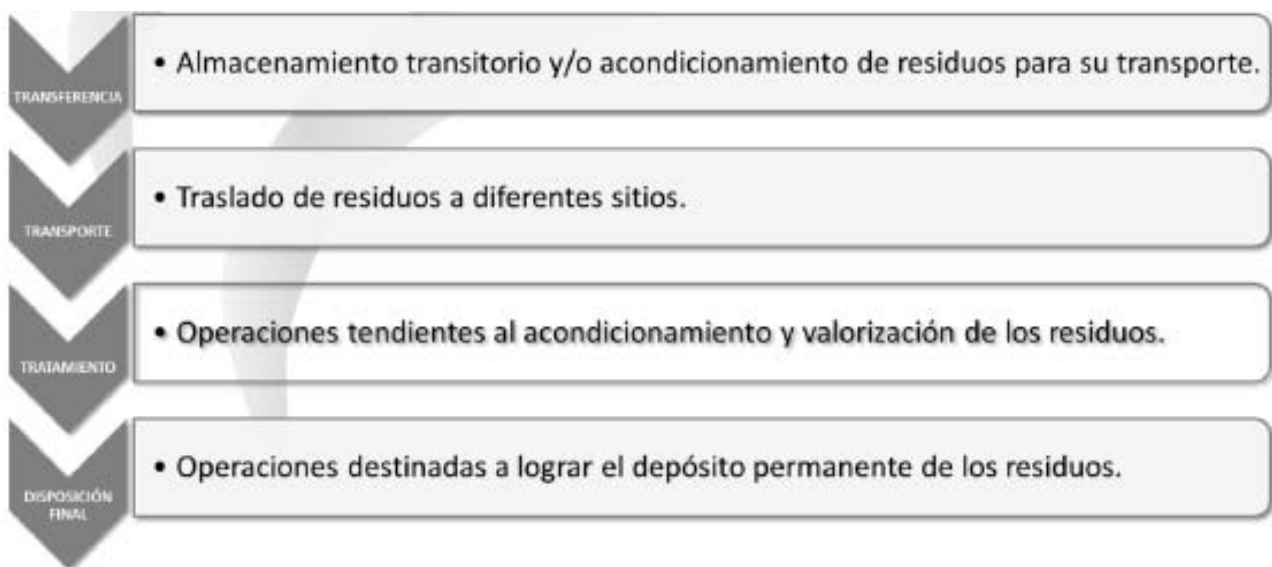 TRANSFERENCIA
• Almacenamiento transitorio y/o acondicionamiento de residuos para su transporte.
TRANSPORTE
• Traslado de residuos a diferentes sitios.
TRATAMIENTO
• Operaciones tendientes al acondicionamiento y valorización de los residuos.
DISPOSICIÓN
FINAL
• Operaciones destinadas a lograr el depósito permanente de los residuos.